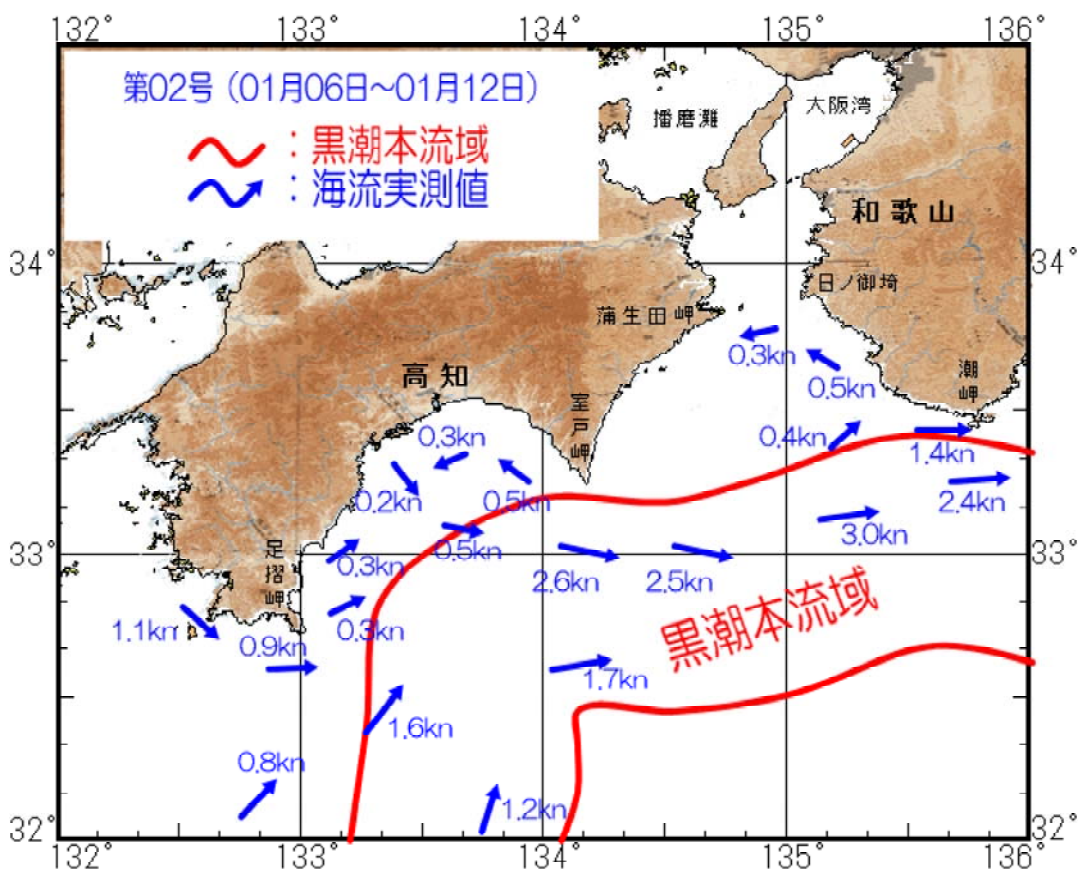 132° 133° 134° 135° 136°
第02号（01月06日～01月12日）
：黒潮本流域
：海流実測値
播磨灘
大阪湾
和歌山
34°
34°
日ノ御埼
蒲生田岬
0.3kn
高知
潮岬
0.5kn
室戸岬
0.3kn
0.4kn
1.4kn
0.2kn
0.5kn
2.4kn
3.0kn
0.5kn
33°
33°
足摺岬
0.3kn
2.6kn
2.5kn
黒潮本流域
1.1kn
0.3kn
0.9kn
1.7kn
1.6kn
0.8kn
1.2kn
32°
32°
132° 133° 134° 135° 136°